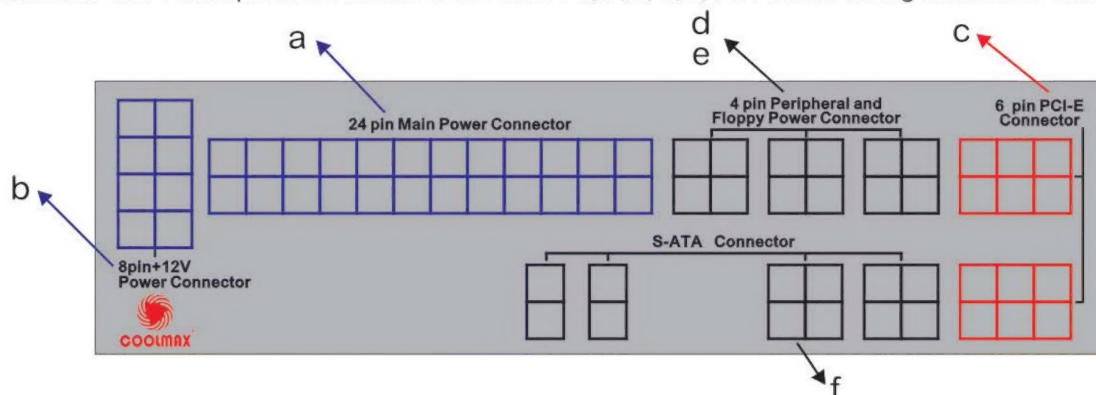 a
d
e
c
24 pin Main Power Connector
4 pin Peripheral and
Floppy Power Connector
6 pin PCI-E
Connector
b
S-ATA Connector
8pin+12V
Power Connector
COOLMAX
f